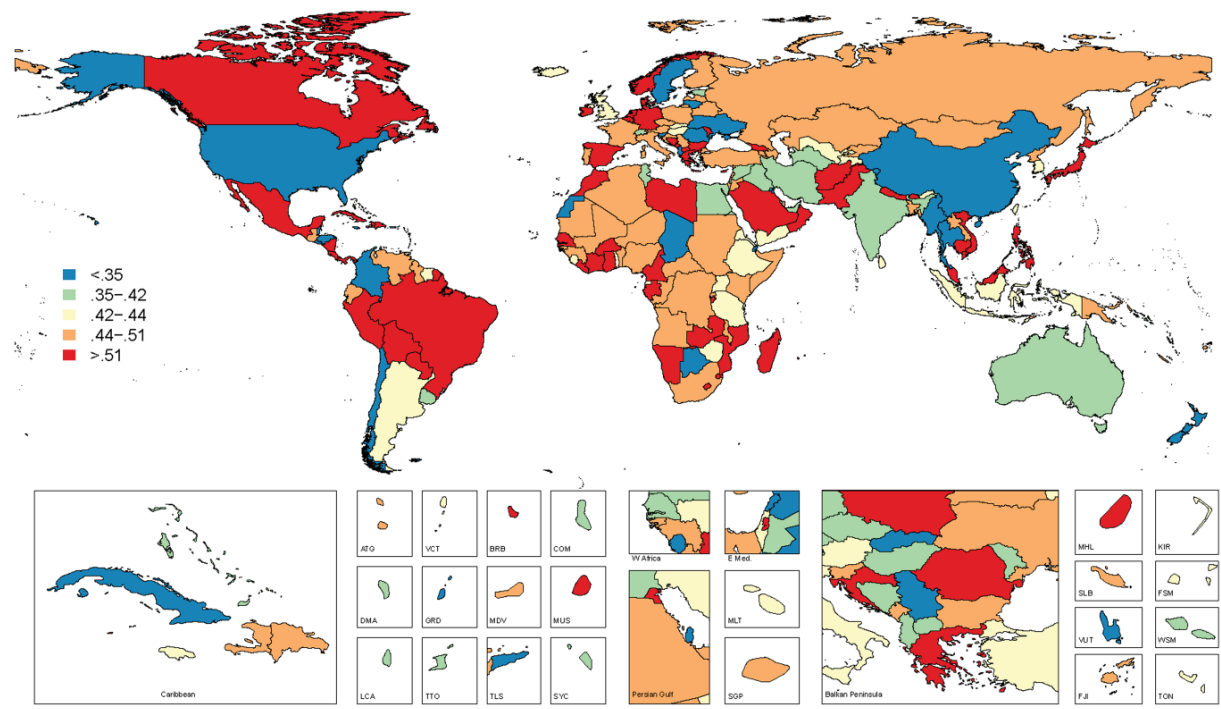 <.35
.35–.42
.42–.44
.44–.51
>.51
Caribbean
ATG
VCT
BRB
COM
DMA
GRD
MDV
MUS
LCA
TTO
TLS
SYC
W Africa
E Med.
Persian Gulf
MLT
SGP
Balkan Peninsula
MHL
KIR
SLB
FSM
VUT
WSM
FJI
TON